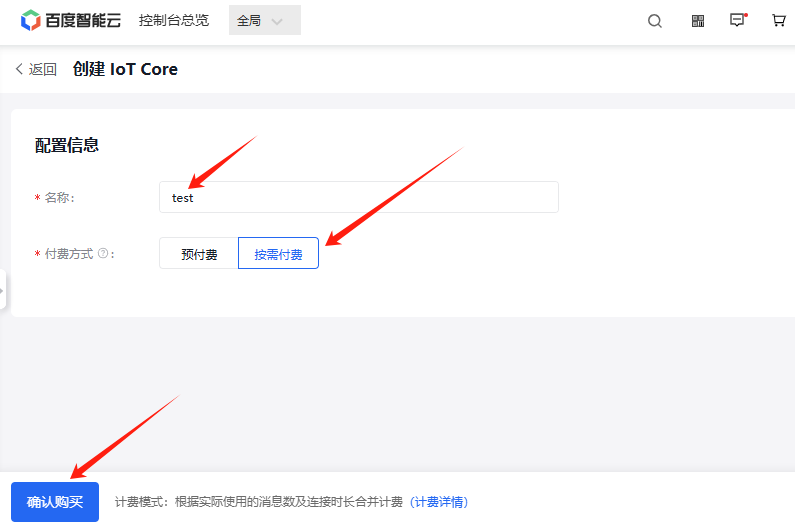 百度智能云 控制台总览 全局
返回 创建 IoT Core
配置信息
* 名称: test
* 付费方式 ? : 预付费 按需付费
确认购买 计费模式: 根据实际使用的消息数及连接时长合并计费 (计费详情)